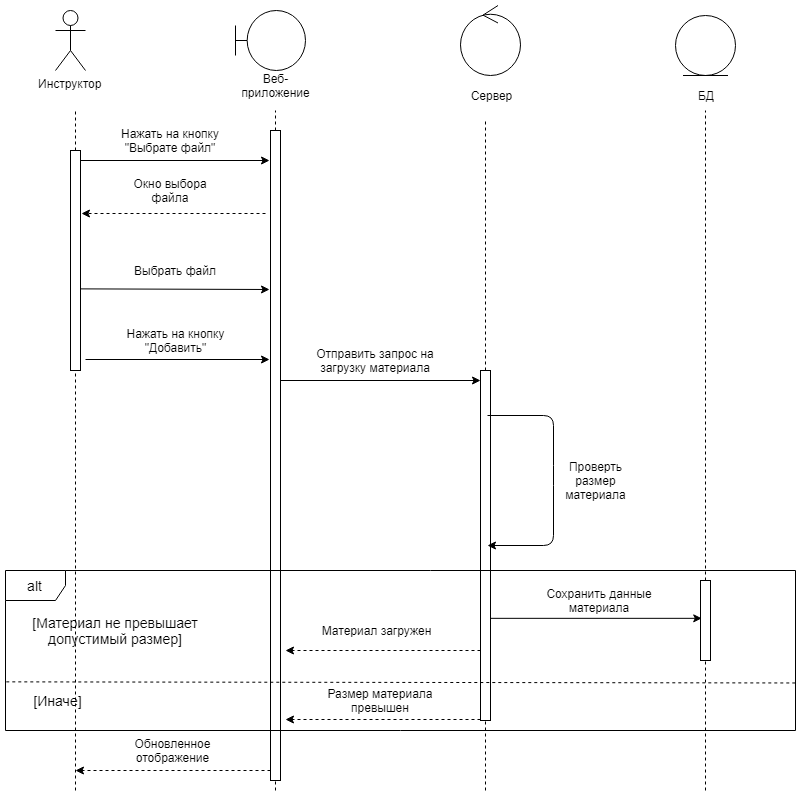 Инструктор
Веб-
приложение
Сервер
БД
Нажать на кнопку
"Выбрате файл"
Окно выбора
файла
Выбрать файл
Нажать на кнопку
"Добавить"
Отправить запрос на
загрузку материала
Проверть
размер
материала
alt
[Материал не превышает
допустимый размер]
Сохранить данные
материала
Материал загружен
[Иначе]
Размер материала
превышен
Обновленное
отображение